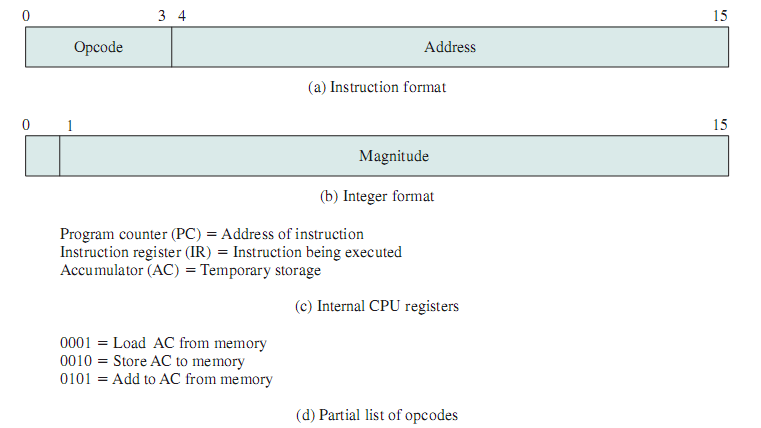 0 3 4 15
Opcode Address
(a) Instruction format
0 1 15
Magnitude
(b) Integer format
Program counter (PC) = Address of instruction
Instruction register (IR) = Instruction being executed
Accumulator (AC) = Temporary storage
(c) Internal CPU registers
0001 = Load AC from memory
0010 = Store AC to memory
0101 = Add to AC from memory
(d) Partial list of opcodes